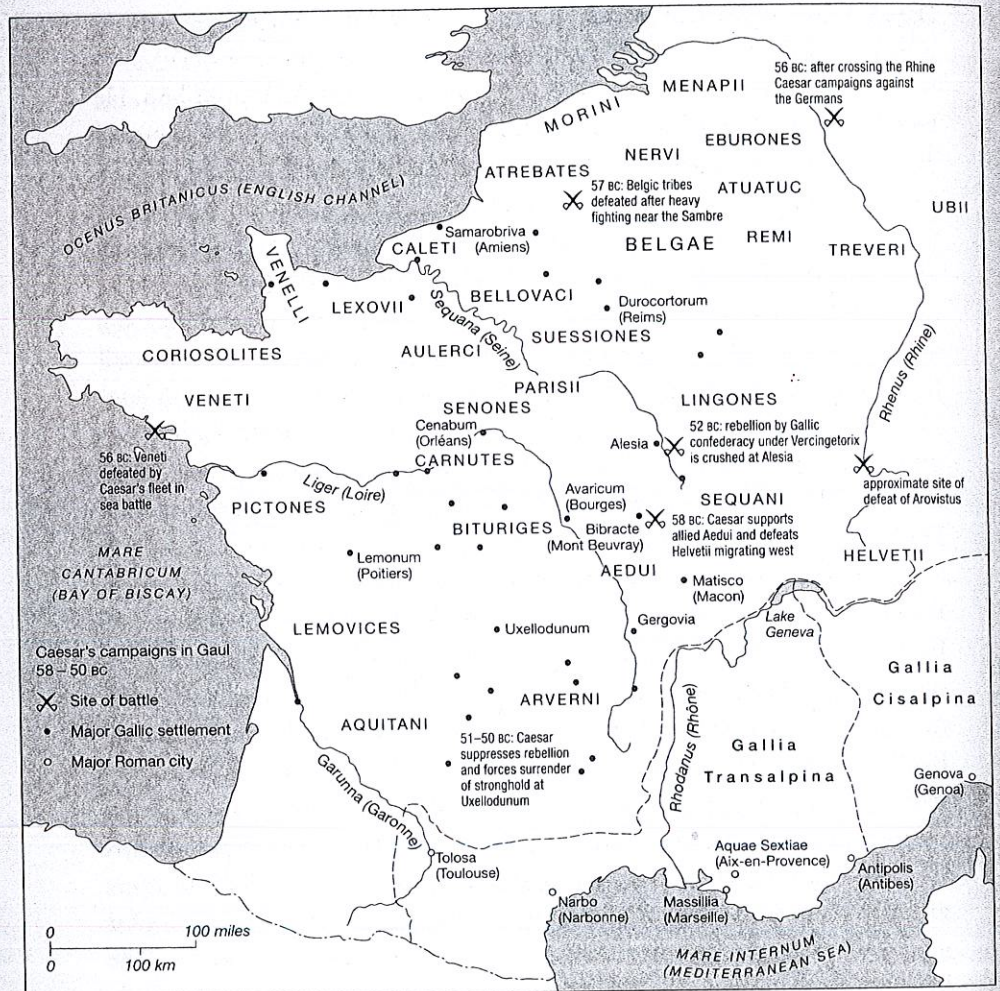 56 BC: after crossing the Rhine
Caesar campaigns against
the Germans
MENAPII
MORINI
EBURONES
NERVI
ATREBATES
ATUATUC
57 BC: Belgic tribes
defeated after heavy
fighting near the Sambre
UBII
OCENUS BRITANICUS (ENGLISH CHANNEL)
Samarobriva
(Amiens)
BELGAE
REMI
TREVERI
CALETI
VENELLI
LEXOVII
Sequana (Seine)
BELLOVACI
Durocortorum
(Reims)
SUESSIONES
CORIOSOLITES
AULERCI
Rhenus (Rhine)
PARISII
VENETI
SENONES
LINGONES
Cenabum
(Orléans)
Alesia
52 BC: rebellion by Gallic
confederacy under Vercingetorix
is crushed at Alesia
56 BC: Veneti
defeated by
Caesar's fleet in
sea battle
CARNUTES
Liger (Loire)
approximate site of
defeat of Arovistus
PICTONES
Avaricum
(Bourges)
SEQUANI
BITURIGES
Bibracte
(Mont Beuvray)
58 BC: Caesar supports
allied Aedui and defeats
Helvetii migrating west
MARE
CANTABRICUM
(BAY OF BISCAY)
Lemonum
(Poitiers)
HELVETII
AEDUI
Matisco
(Macon)
Lake
Geneva
LEMOVICES
Uxellodunum
Gergovia
Caesar's campaigns in Gaul
58 – 50 BC
Site of battle
Major Gallic settlement
Major Roman city
Gallia
Cisalpina
ARVERNI
AQUITANI
51–50 BC: Caesar
suppresses rebellion
and forces surrender
of stronghold at
Uxellodunum
Rhodanus (Rhône)
Gallia
Transalpina
Garunna (Garonne)
Genova
(Genoa)
Tolosa
(Toulouse)
Aquae Sextiae
(Aix-en-Provence)
Antipolis
(Antibes)
Narbo
(Narbonne)
Massillia
(Marseille)
MARE INTERNUM
(MEDITERRANEAN SEA)
0 100 miles
0 100 km